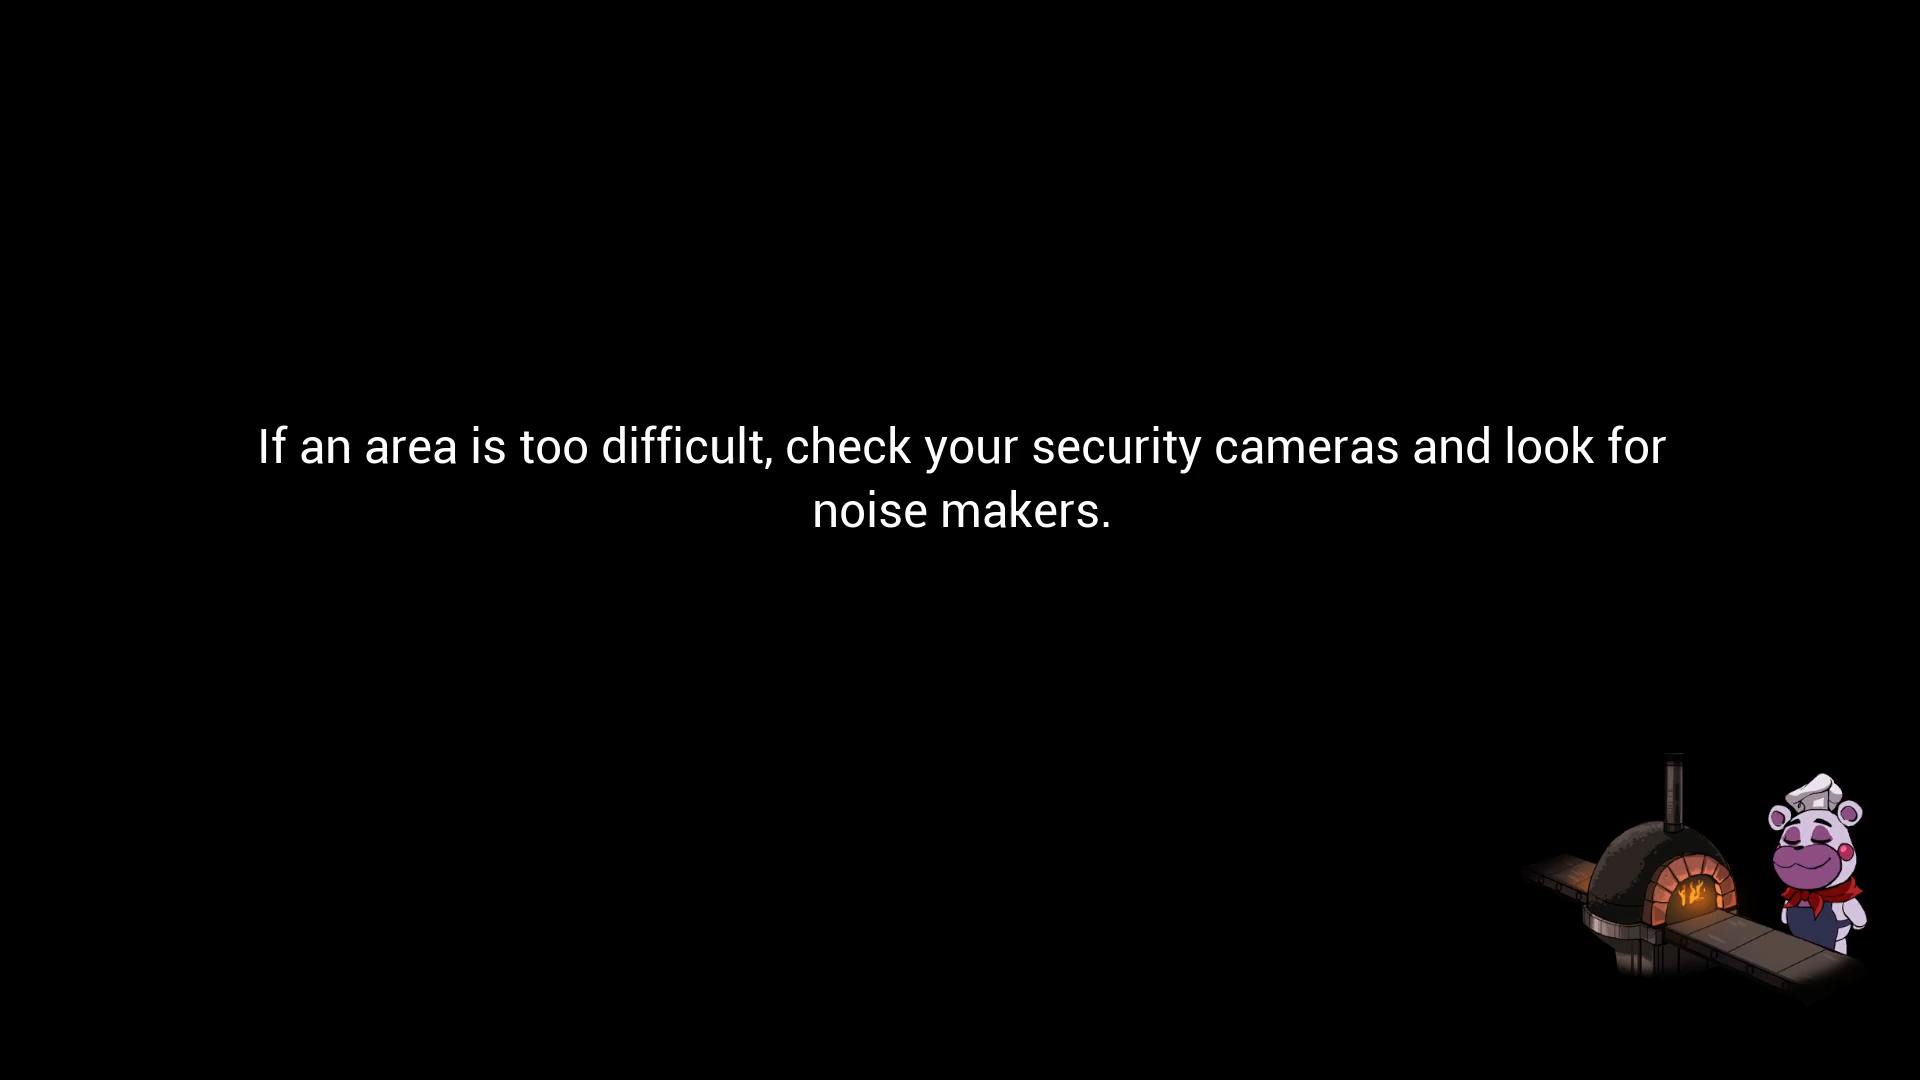 If an area is too difficult, check your security cameras and look for
noise makers.